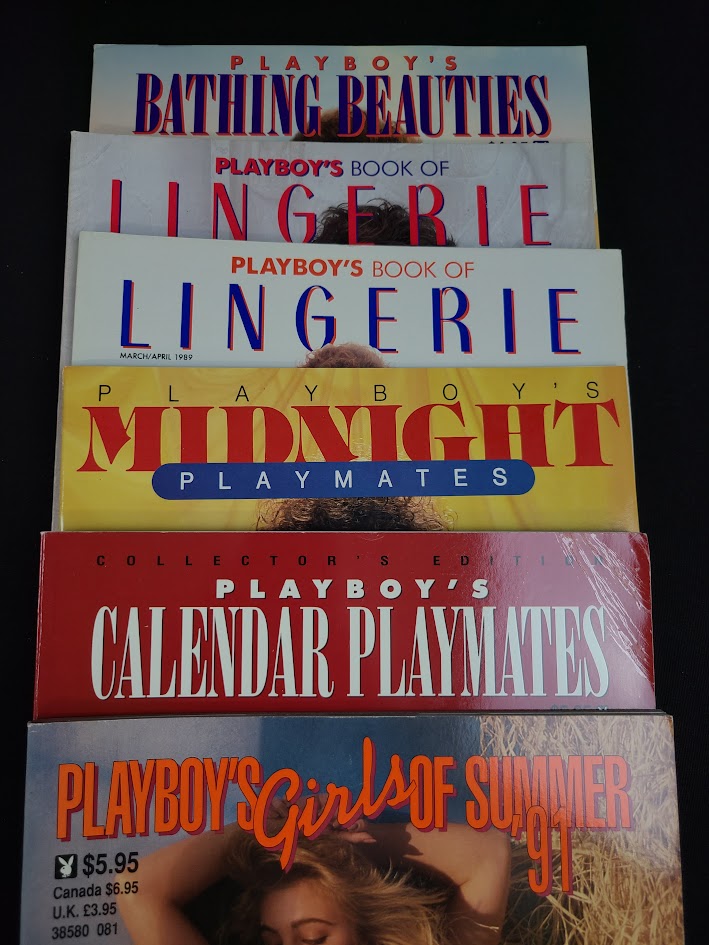 PLAYBOY'S
BATHING BEAUTIES
PLAYBOY'S BOOK OF
LINGERIE
PLAYBOY'S BOOK OF
LINGERIE
MARCH/APRIL 1989
PLAYBOY'S
MIDNIGHT
PLAYMATES
COLLECTOR'S EDITION
PLAYBOY'S
CALENDAR PLAYMATES
PLAYBOY'S Girls OF SUMMER
'91
$5.95
Canada $6.95
U.K. £3.95
38580 081